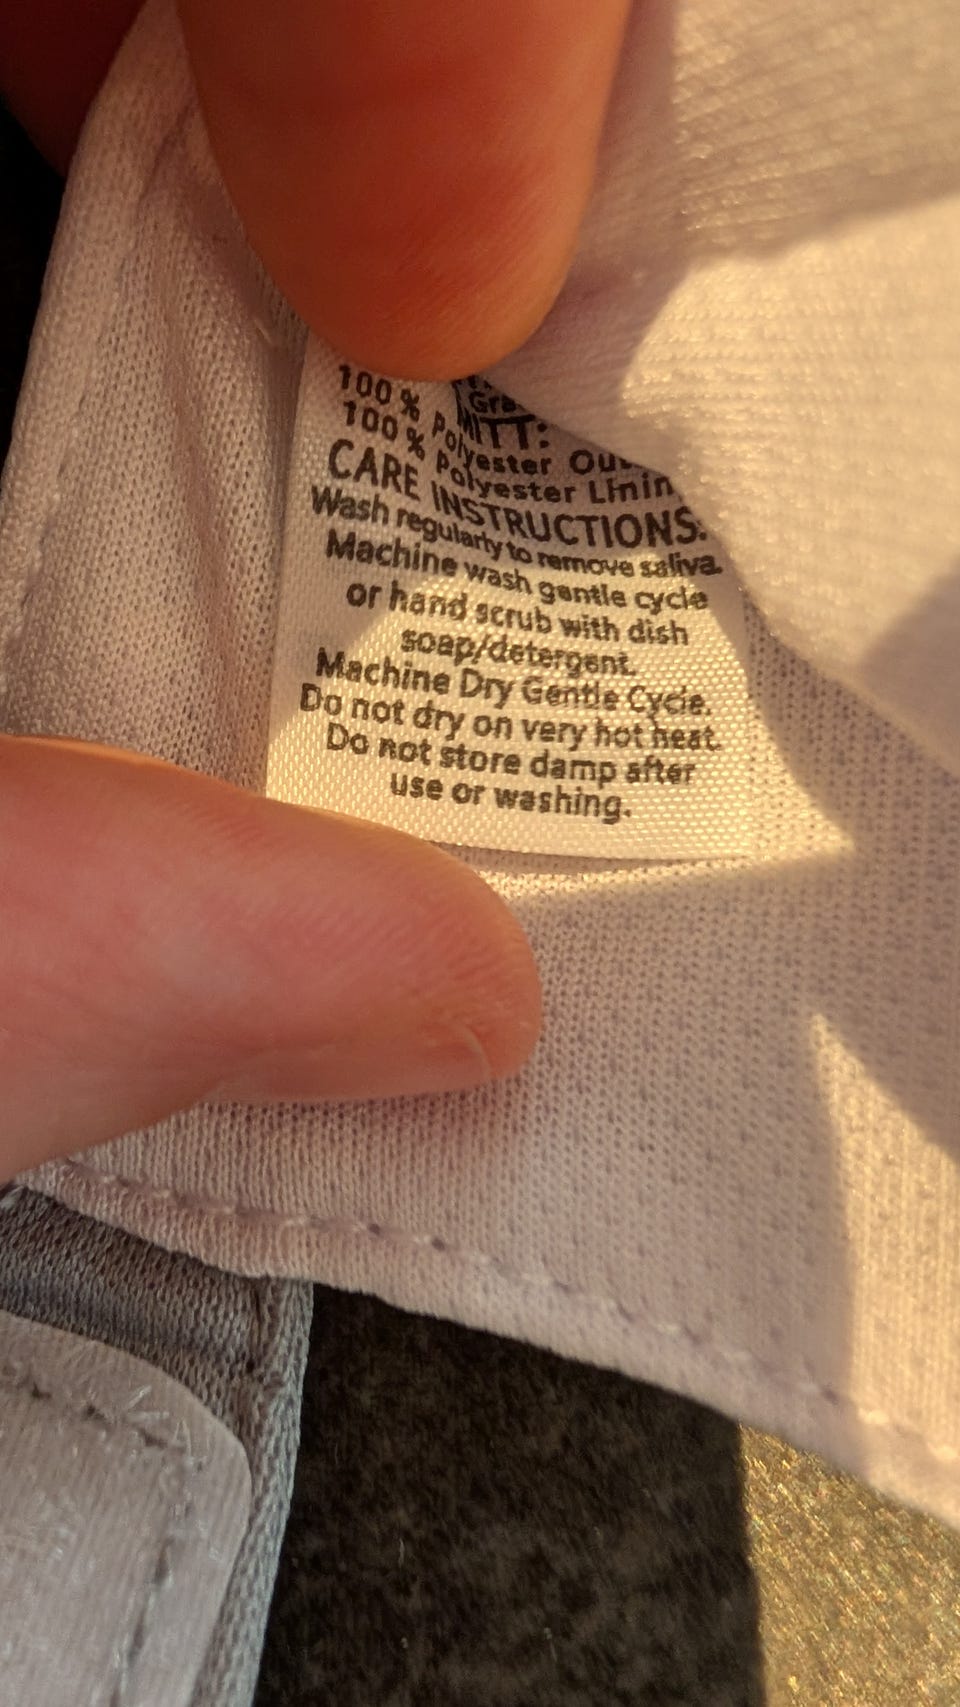 MITT:
100 % Polyester
100 % Polyester
CARE INSTRUCTIONS:
Wash regularly to remove saliva.
Machine wash gentle cycle
or hand scrub with dish
soap/detergent.
Machine Dry Gentle Cycle.
Do not dry on very hot heat.
Do not store damp after
use or washing.